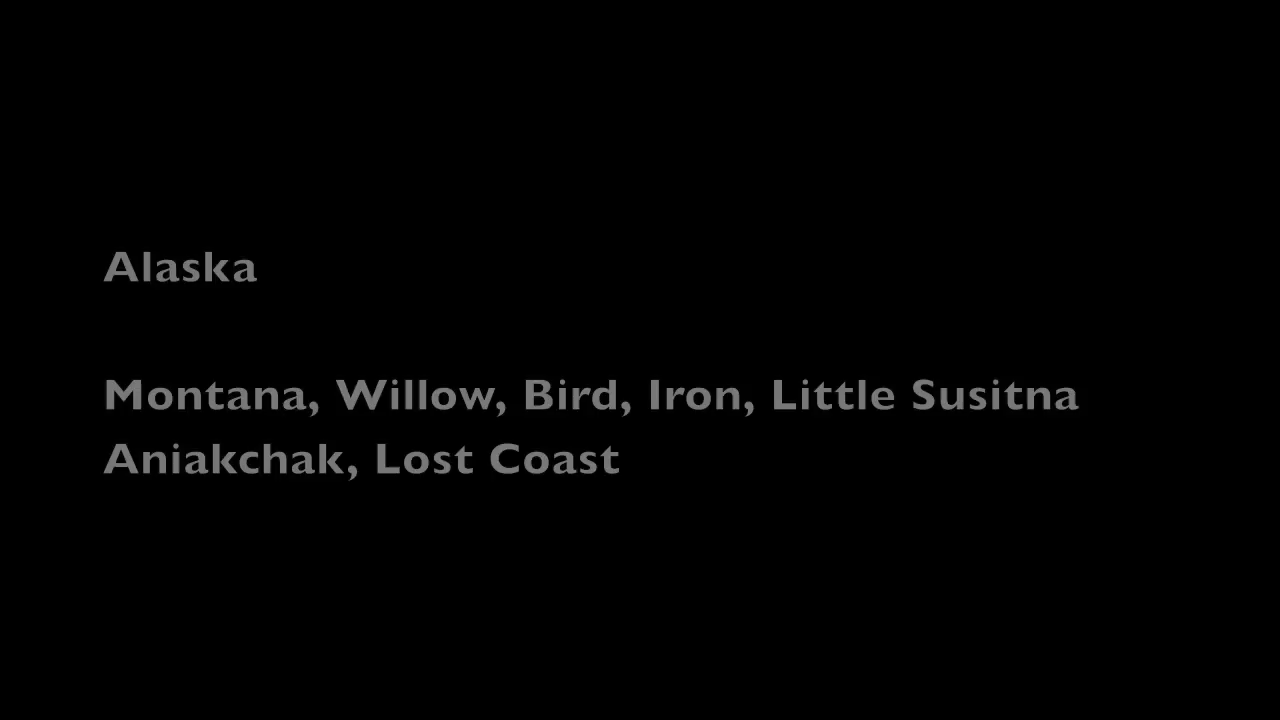 Alaska
Montana, Willow, Bird, Iron, Little Susitna
Aniakchak, Lost Coast